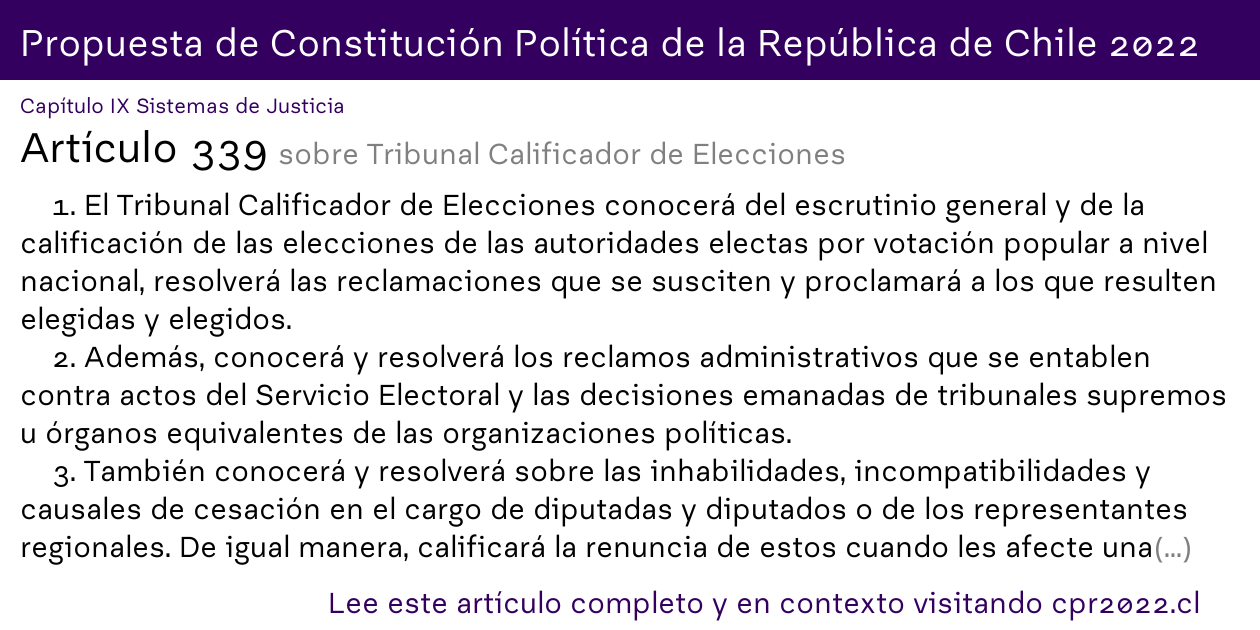 Propuesta de Constitución Política de la República de Chile 2022
Capítulo IX Sistemas de Justicia
Artículo 339 sobre Tribunal Calificador de Elecciones
1. El Tribunal Calificador de Elecciones conocerá del escrutinio general y de la
calificación de las elecciones de las autoridades electas por votación popular a nivel
nacional, resolverá las reclamaciones que se susciten y proclamará a los que resulten
elegidas y elegidos.
2. Además, conocerá y resolverá los reclamos administrativos que se entablen
contra actos del Servicio Electoral y las decisiones emanadas de tribunales supremos
u órganos equivalentes de las organizaciones políticas.
3. También conocerá y resolverá sobre las inhabilidades, incompatibilidades y
causales de cesación en el cargo de diputadas y diputados o de los representantes
regionales. De igual manera, calificará la renuncia de estos cuando les afecte una(...)
Lee este artículo completo y en contexto visitando cpr2022.cl